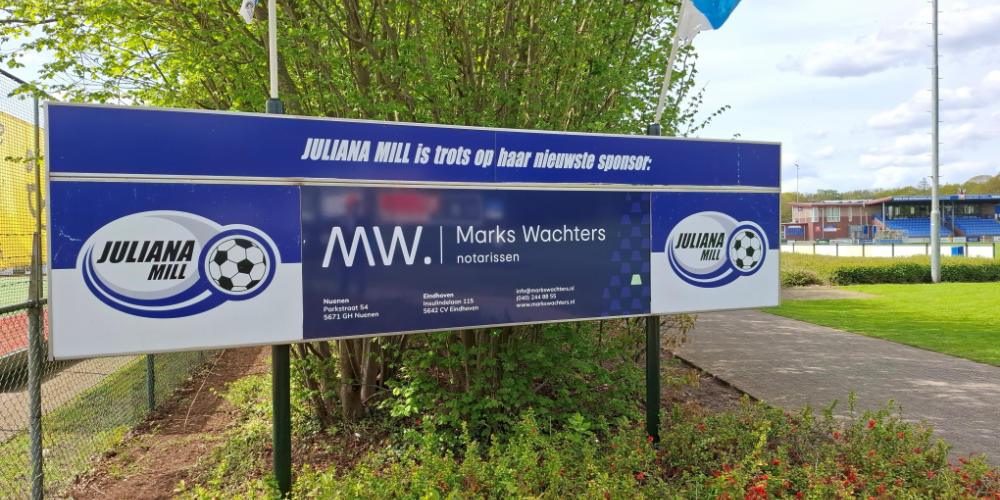 JULIANA MILL is trots op haar nieuwste sponsor:
JULIANA
MILL
MW.
Marks Wachters
notarissen
Nuenen
Parkstraat 54
5671 GH Nuenen
Eindhoven
Insulindelaan 115
5642 CV Eindhoven
info@markswachters.nl
(040) 244 88 55
www.markswachters.nl
JULIANA
MILL